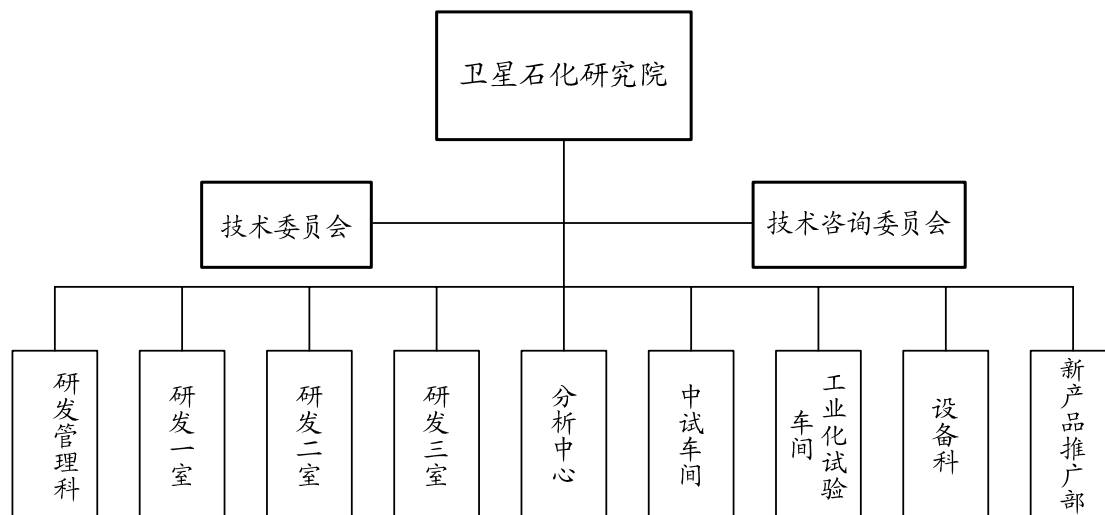 卫星石化研究院
技术委员会
技术咨询委员会
研发管理科
研发一室
研发二室
研发三室
分析中心
中试车间
工业化试验
车间
设备科
新产品推广部